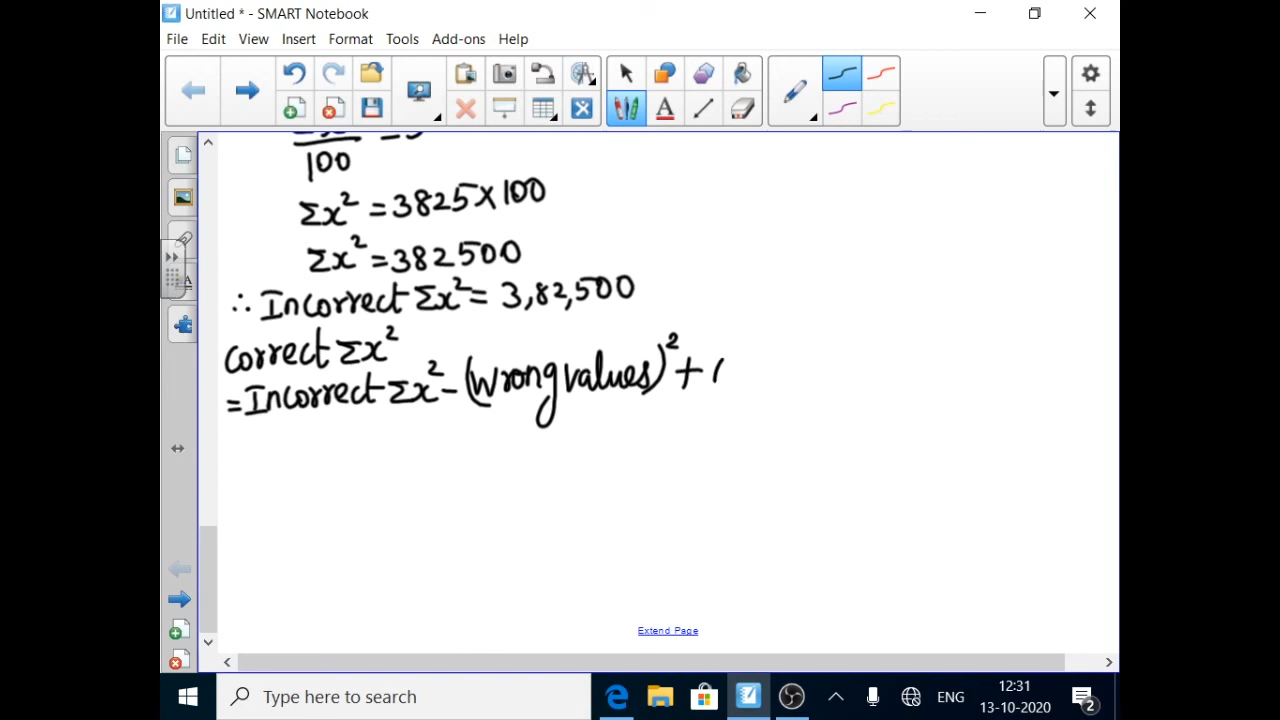 Untitled * - SMART Notebook
File Edit View Insert Format Tools Add-ons Help
100
Σx² = 3825 × 100
Σx² = 382500
∴ Incorrect Σx² = 3,82,500
Correct Σx²
= Incorrect Σx² - (wrong values)² + (
Extend Page
Type here to search
ENG
12:31
13-10-2020
2